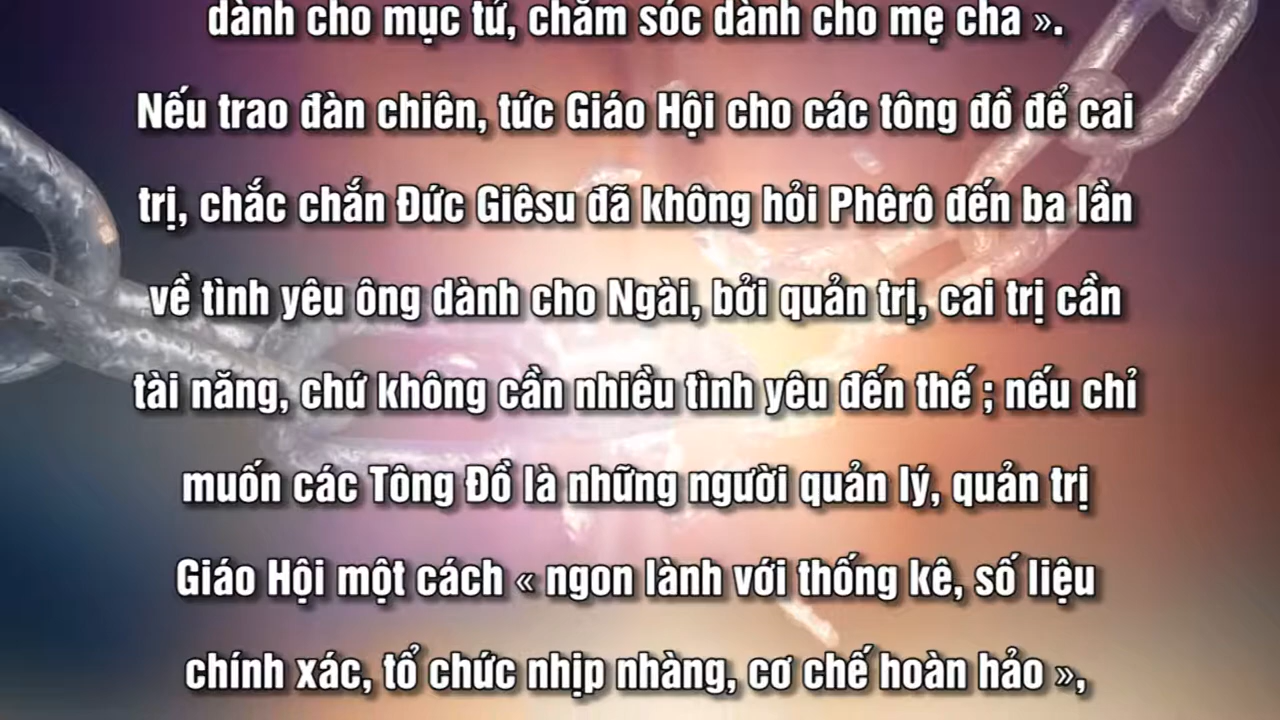 dành cho mục tử, chăm sóc dành cho mẹ cha ».
Nếu trao đàn chiên, tức Giáo Hội cho các tông đồ để cai
trị, chắc chắn Đức Giêsu đã không hỏi Phêrô đến ba lần
về tình yêu ông dành cho Ngài, bởi quản trị, cai trị cần
tài năng, chứ không cần nhiều tình yêu đến thế ; nếu chỉ
muốn các Tông Đồ là những người quản lý, quản trị
Giáo Hội một cách « ngon lành với thống kê, số liệu
chính xác, tổ chức nhịp nhàng, cơ chế hoàn hảo »,